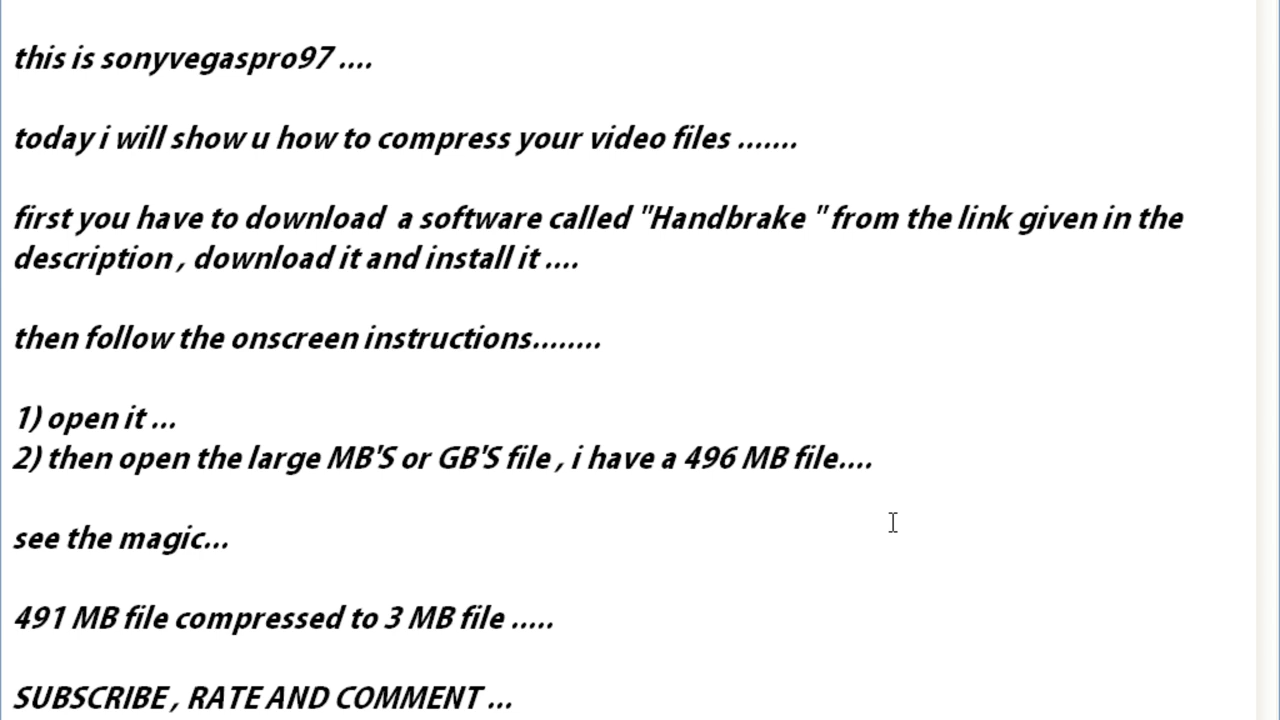 this is sonyvegaspro97 ....
today i will show u how to compress your video files .......
first you have to download  a software called "Handbrake " from the link given in the
description , download it and install it ....
then follow the onscreen instructions........
1) open it ...
2) then open the large MB'S or GB'S file , i have a 496 MB file....
see the magic...
491 MB file compressed to 3 MB file .....
SUBSCRIBE , RATE AND COMMENT ...